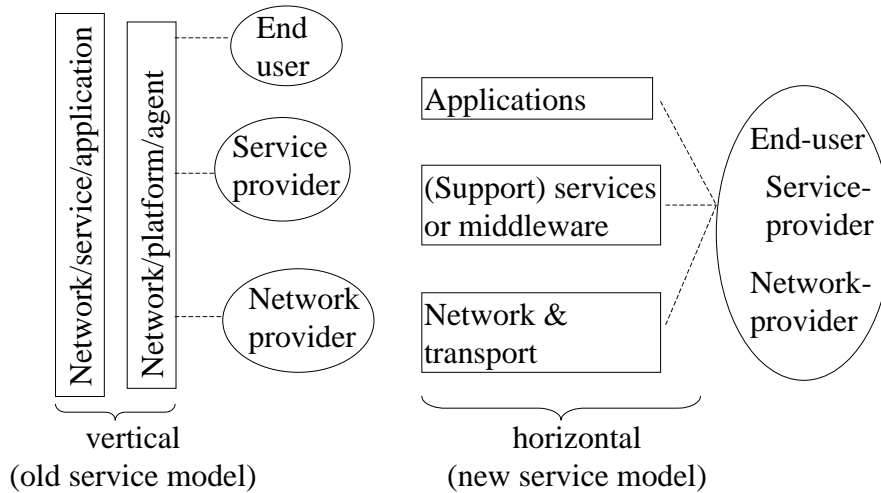 Network/service/application
Network/platform/agent
End
user
Service
provider
Network
provider
vertical
(old service model)
Applications
(Support) services
or middleware
Network &
transport
End-user
Service-
provider
Network-
provider
horizontal
(new service model)